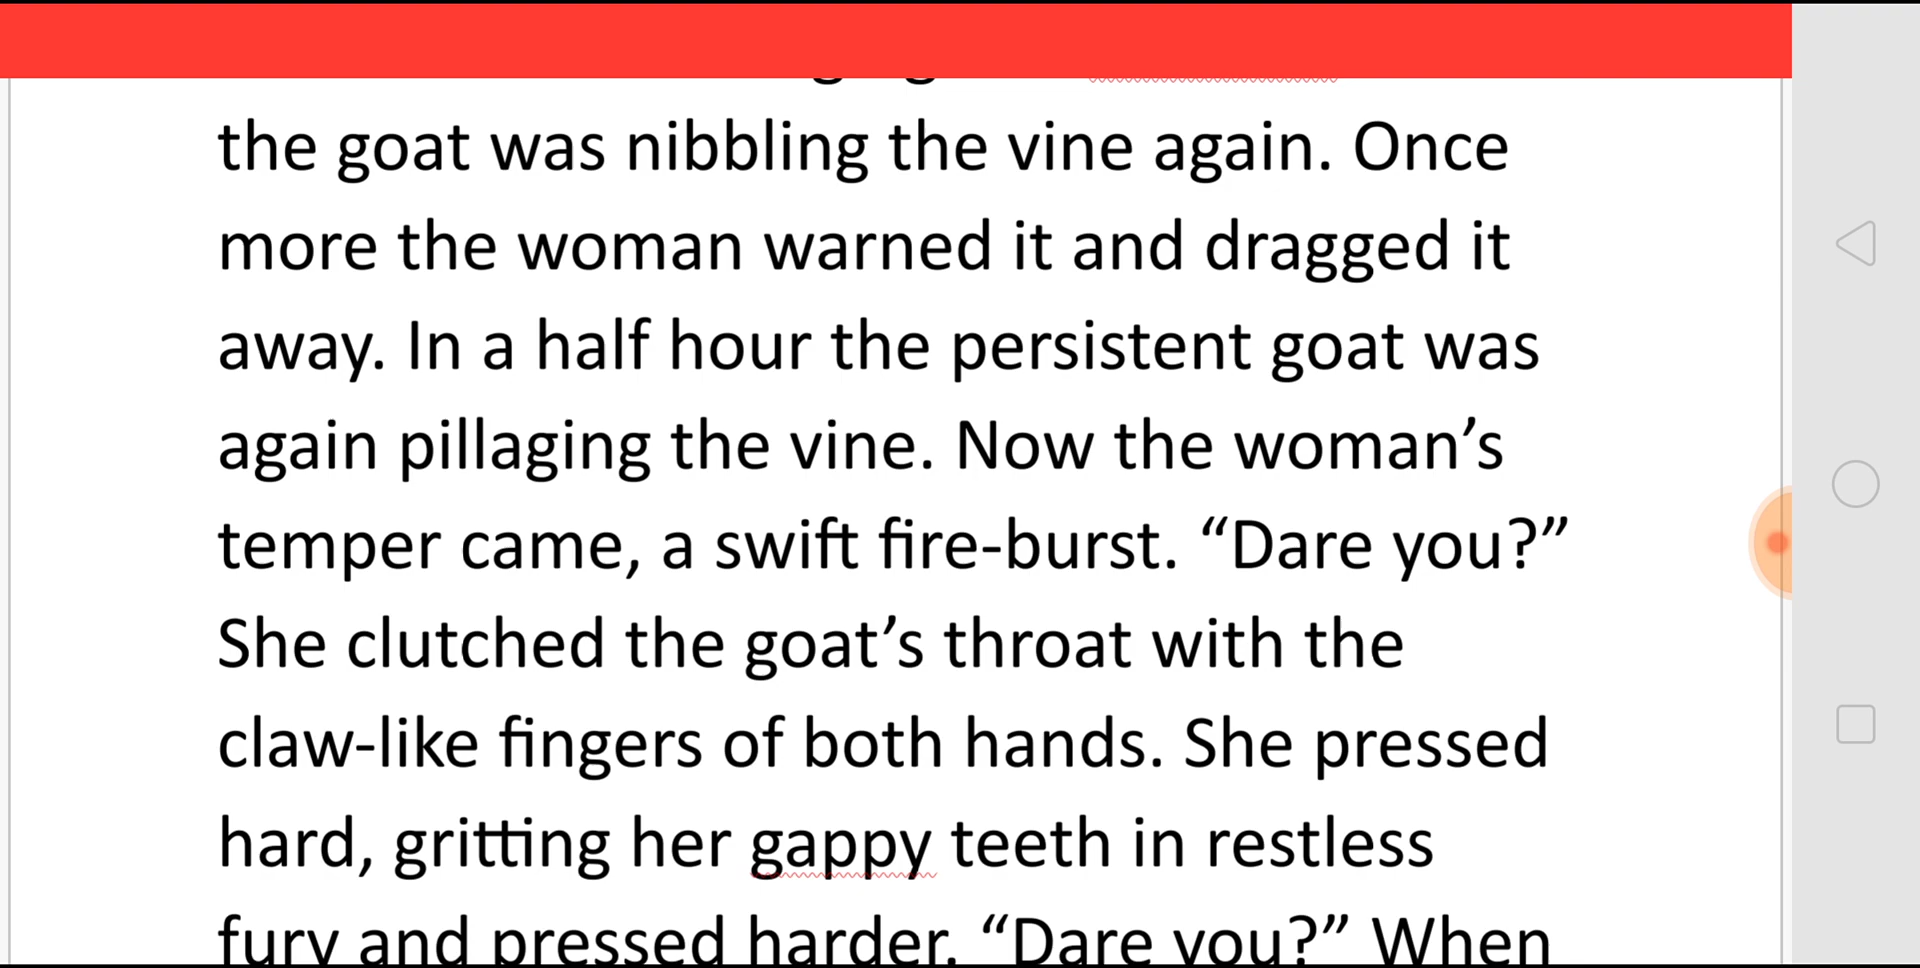 the goat was nibbling the vine again. Once
more the woman warned it and dragged it
away. In a half hour the persistent goat was
again pillaging the vine. Now the woman’s
temper came, a swift fire-burst. “Dare you?”
She clutched the goat’s throat with the
claw-like fingers of both hands. She pressed
hard, gritting her gappy teeth in restless
fury and pressed harder. “Dare you?” When